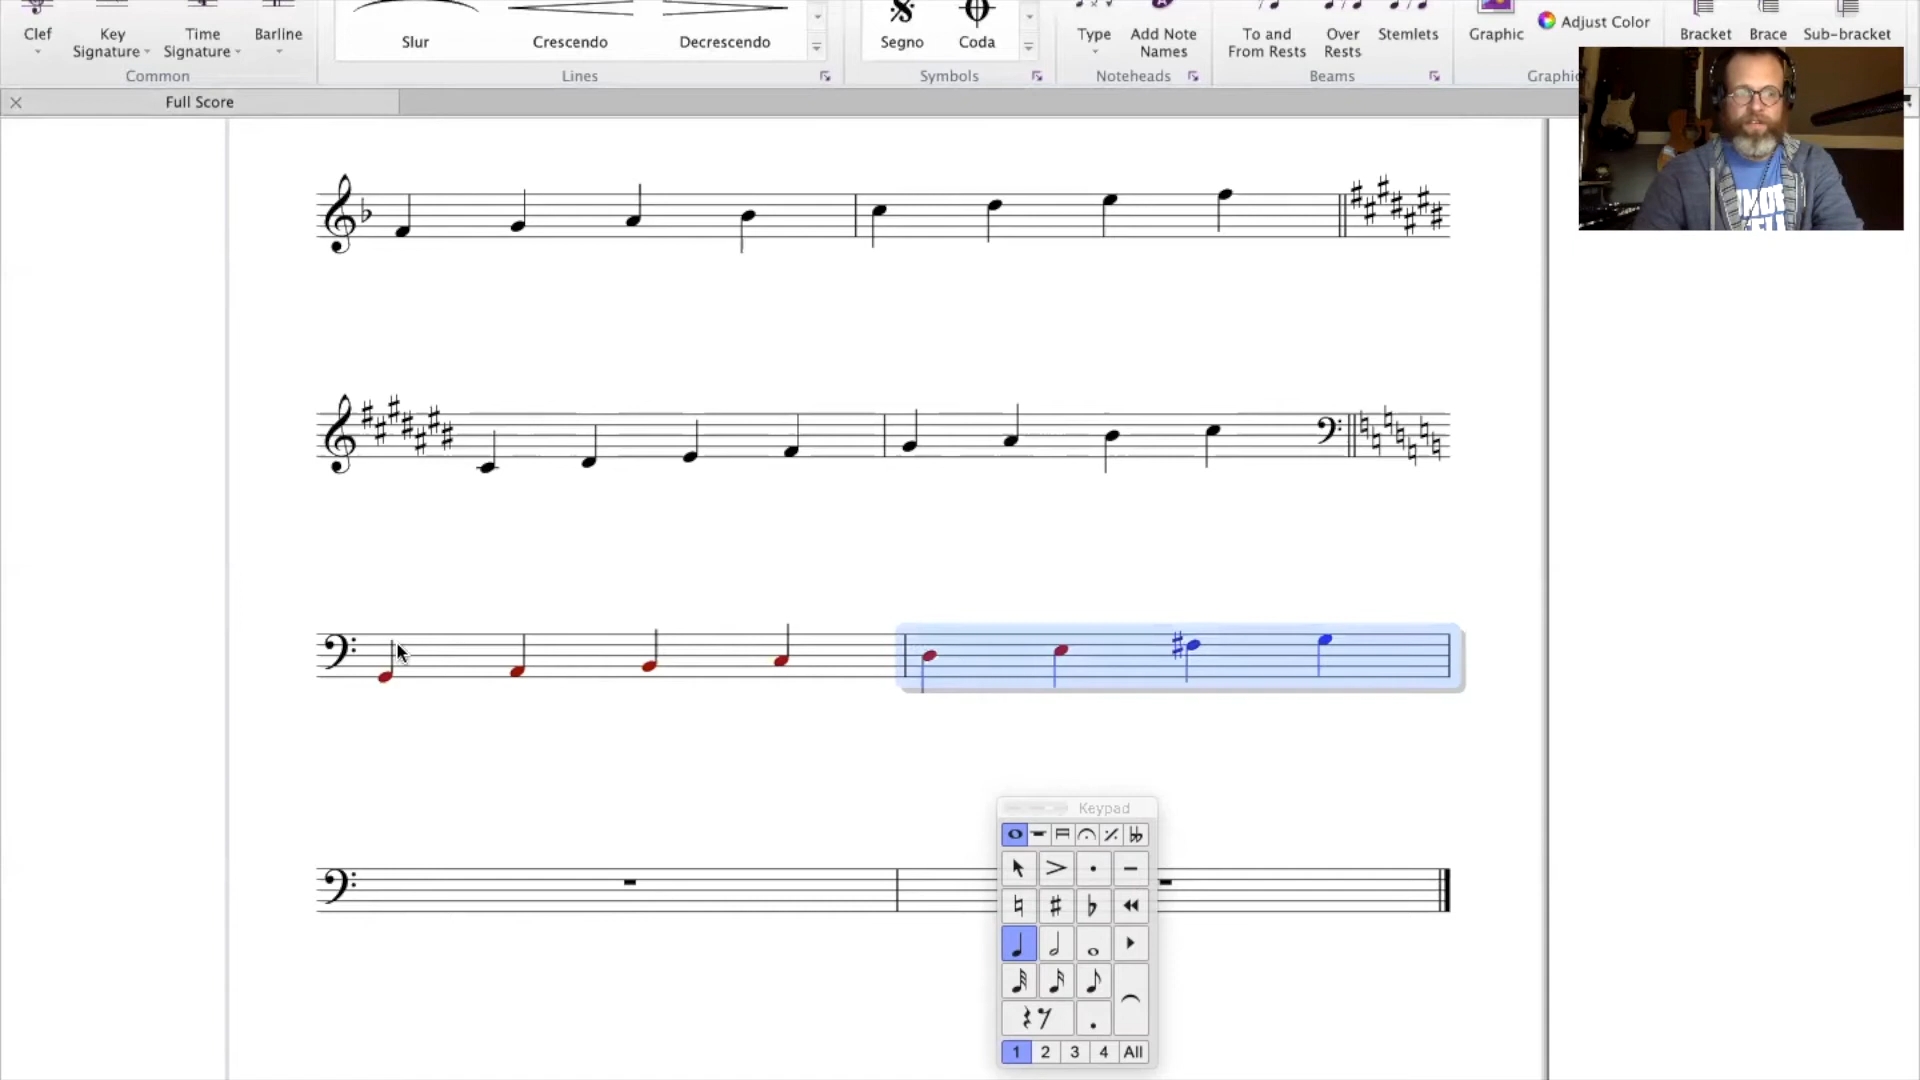 Clef
Key
Signature
Time
Signature
Barline
Common
Slur
Crescendo
Decrescendo
Lines
Segno
Coda
Symbols
Type
Add Note
Names
Noteheads
To and
From Rests
Over
Rests
Stemlets
Beams
Graphic
Adjust Color
Bracket
Brace
Sub-bracket
Full Score
Keypad
1 2 3 4 All